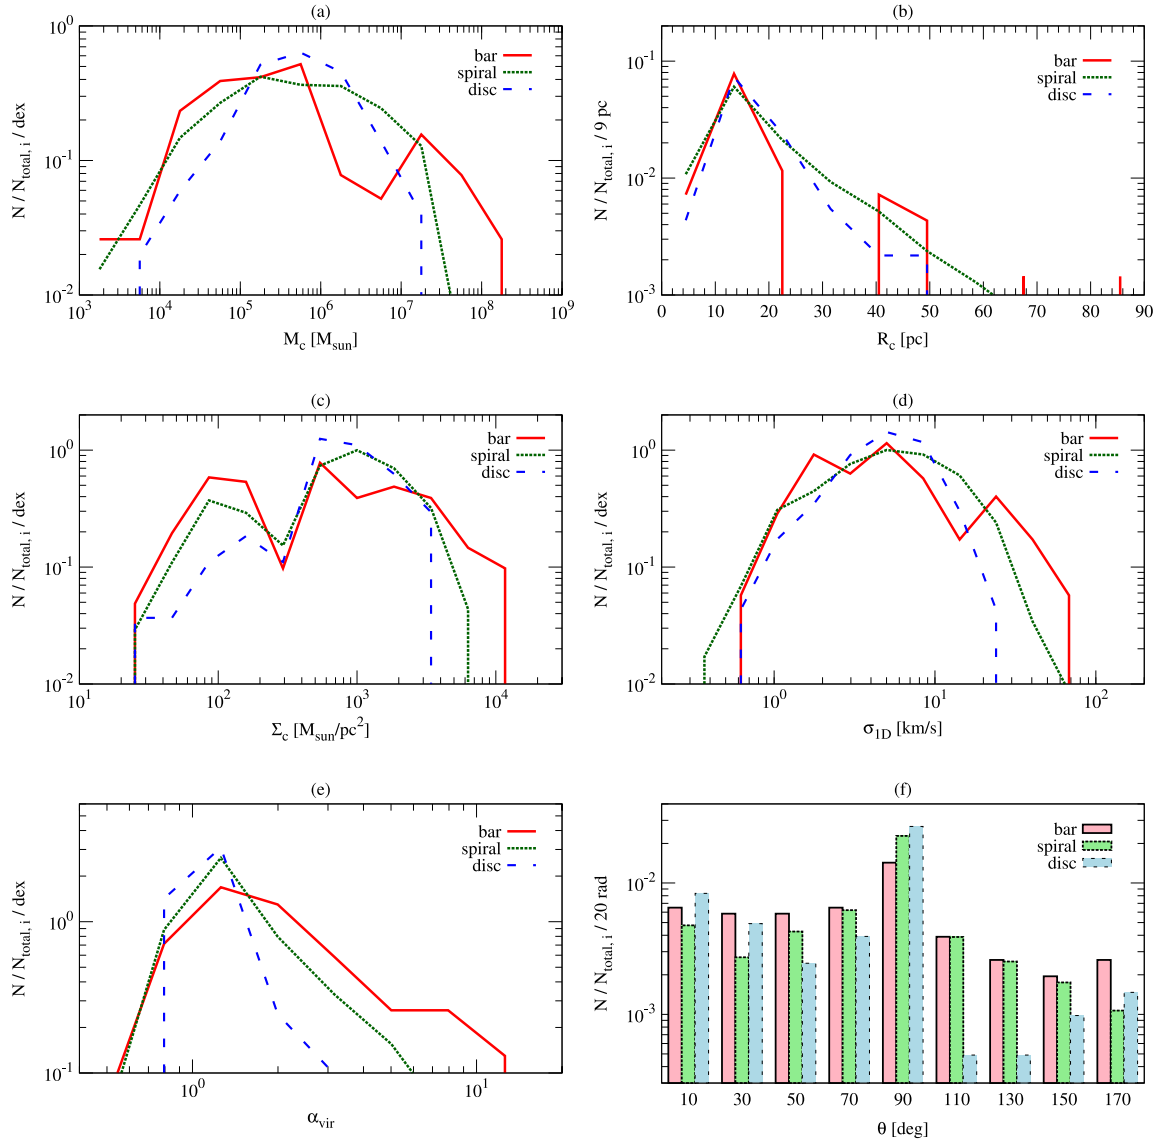 (a)
10^0
10^-1
10^-2
N / N_total, i / dex
bar
spiral
disc
10^3 10^4 10^5 10^6 10^7 10^8 10^9
M_c [M_sun]
(b)
10^-1
10^-2
10^-3
N / N_total, i / 9 pc
bar
spiral
disc
0 10 20 30 40 50 60 70 80 90
R_c [pc]
(c)
10^0
10^-1
10^-2
N / N_total, i / dex
bar
spiral
disc
10^1 10^2 10^3 10^4
Σ_c [M_sun/pc^2]
(d)
10^0
10^-1
10^-2
N / N_total, i / dex
bar
spiral
disc
10^0 10^1 10^2
σ_1D [km/s]
(e)
10^0
10^-1
N / N_total, i / dex
bar
spiral
disc
10^0 10^1
α_vir
(f)
10^-2
10^-3
N / N_total, i / 20 rad
bar
spiral
disc
10 30 50 70 90 110 130 150 170
θ [deg]